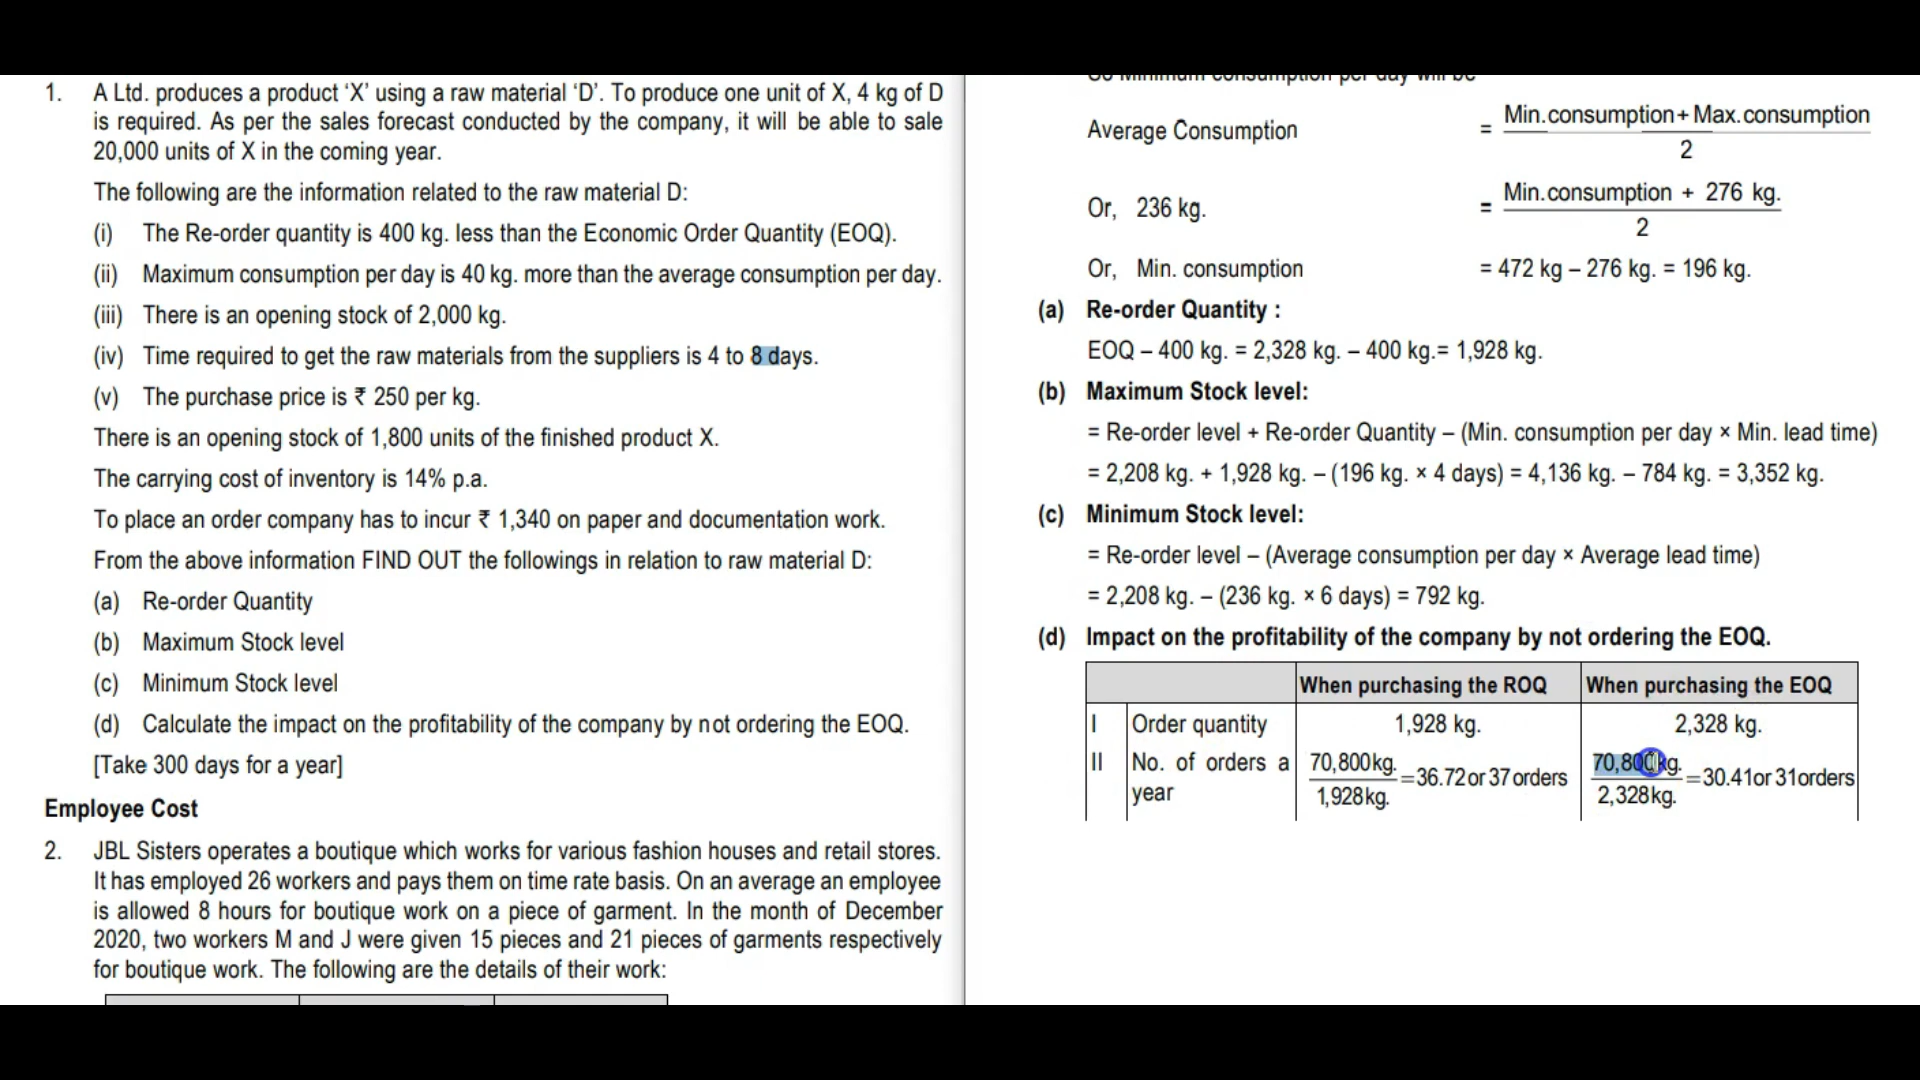 1. A Ltd. produces a product ‘X’ using a raw material ‘D’. To produce one unit of X, 4 kg of D
is required. As per the sales forecast conducted by the company, it will be able to sale
20,000 units of X in the coming year.
The following are the information related to the raw material D:
(i) The Re-order quantity is 400 kg. less than the Economic Order Quantity (EOQ).
(ii) Maximum consumption per day is 40 kg. more than the average consumption per day.
(iii) There is an opening stock of 2,000 kg.
(iv) Time required to get the raw materials from the suppliers is 4 to 8 days.
(v) The purchase price is ₹ 250 per kg.
There is an opening stock of 1,800 units of the finished product X.
The carrying cost of inventory is 14% p.a.
To place an order company has to incur ₹ 1,340 on paper and documentation work.
From the above information FIND OUT the followings in relation to raw material D:
(a) Re-order Quantity
(b) Maximum Stock level
(c) Minimum Stock level
(d) Calculate the impact on the profitability of the company by not ordering the EOQ.
[Take 300 days for a year]
Employee Cost
2. JBL Sisters operates a boutique which works for various fashion houses and retail stores.
It has employed 26 workers and pays them on time rate basis. On an average an employee
is allowed 8 hours for boutique work on a piece of garment. In the month of December
2020, two workers M and J were given 15 pieces and 21 pieces of garments respectively
for boutique work. The following are the details of their work:
So Minimum consumption per day will be
Average Consumption = Min.consumption+Max.consumption
2
Or, 236 kg. = Min.consumption + 276 kg.
2
Or, Min. consumption = 472 kg – 276 kg. = 196 kg.
(a) Re-order Quantity :
EOQ – 400 kg. = 2,328 kg. – 400 kg.= 1,928 kg.
(b) Maximum Stock level:
= Re-order level + Re-order Quantity – (Min. consumption per day × Min. lead time)
= 2,208 kg. + 1,928 kg. – (196 kg. × 4 days) = 4,136 kg. – 784 kg. = 3,352 kg.
(c) Minimum Stock level:
= Re-order level – (Average consumption per day × Average lead time)
= 2,208 kg. – (236 kg. × 6 days) = 792 kg.
(d) Impact on the profitability of the company by not ordering the EOQ.
When purchasing the ROQ When purchasing the EOQ
I Order quantity 1,928 kg. 2,328 kg.
II No. of orders a 70,800kg. =36.72or 37orders 70,800kg. =30.41or 31orders
year 1,928kg. 2,328kg.